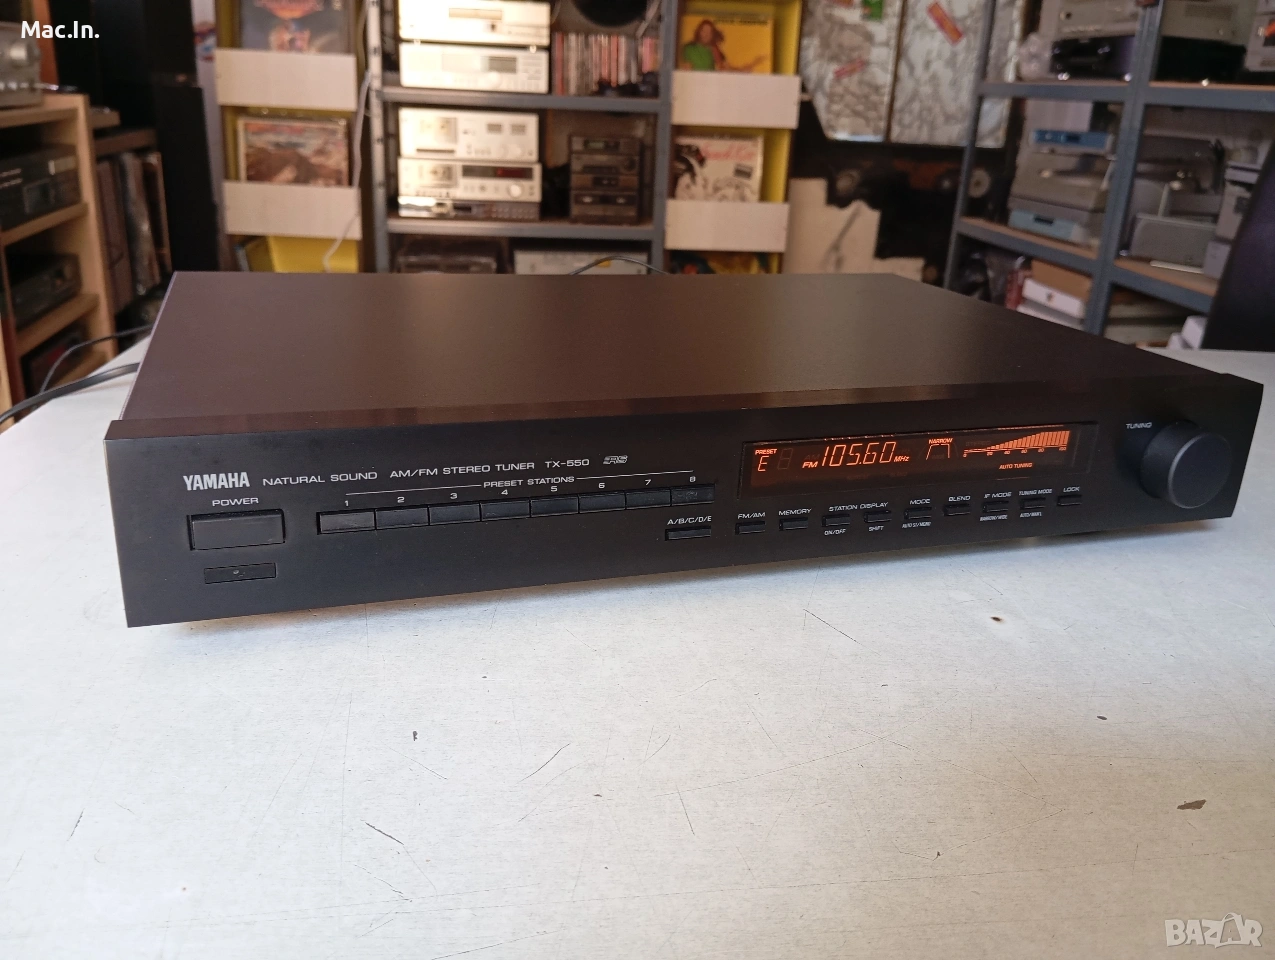 Mac.In.
YAMAHA NATURAL SOUND AM/FM STEREO TUNER TX-550
POWER
PRESET STATIONS
1 2 3 4 5 6 7 8
A/B/C/D/E
PRESET
E
FM 105.60 MHz
NARROW
AUTO TUNING
TUNING
FM/AM MEMORY STATION DISPLAY MODE BLEND IF MODE TUNING MODE LOCK
ON/OFF SHIFT
BAZAR